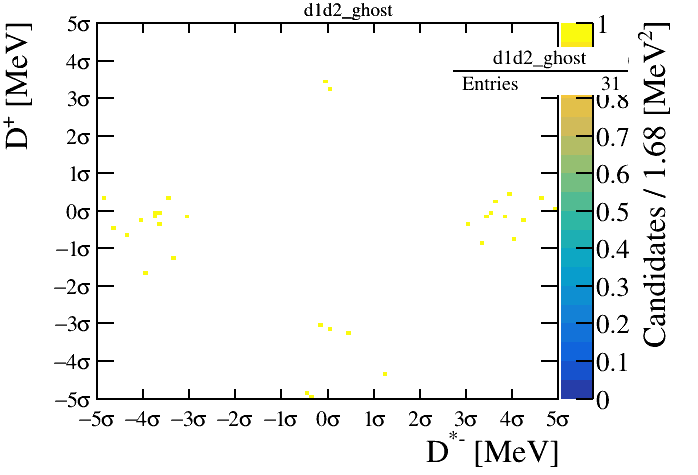 d1d2_ghost
D⁺ [MeV]
5σ
4σ
3σ
2σ
1σ
0σ
−1σ
−2σ
−3σ
−4σ
−5σ
−5σ −4σ −3σ −2σ −1σ 0σ 1σ 2σ 3σ 4σ 5σ
D*- [MeV]
d1d2_ghost
Entries 31
1
0.8
0.7
0.6
0.5
0.4
0.3
0.2
0.1
0
Candidates / 1.68 [MeV²]